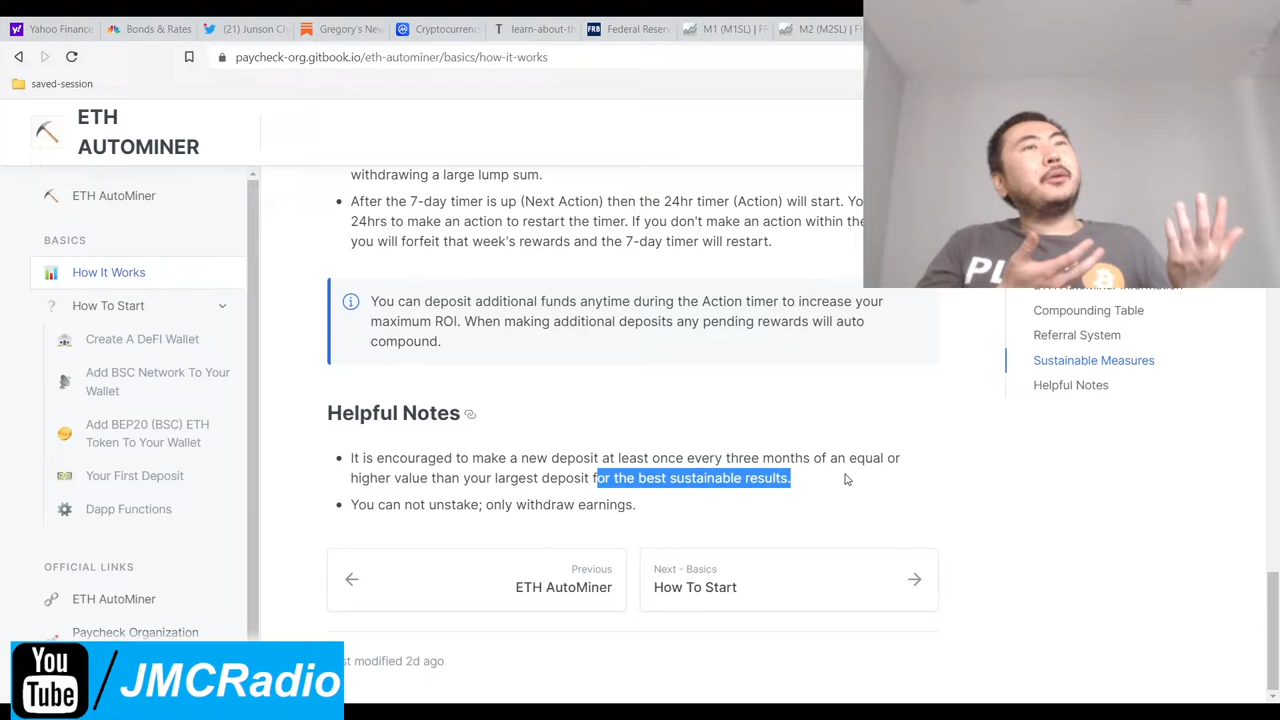 Yahoo Finance
Bonds & Rates
(21) Junson Ch
Gregory's New
Cryptocurrency
learn-about-th
Federal Reserv
M1 (M1SL) | F
M2 (M2SL) | F
paycheck-org.gitbook.io/eth-autominer/basics/how-it-works
saved-session
ETH
AUTOMINER
ETH AutoMiner
BASICS
How It Works
How To Start
Create A DeFI Wallet
Add BSC Network To Your
Wallet
Add BEP20 (BSC) ETH
Token To Your Wallet
Your First Deposit
Dapp Functions
OFFICIAL LINKS
ETH AutoMiner
Paycheck Organization
withdrawing a large lump sum.
After the 7-day timer is up (Next Action) then the 24hr timer (Action) will start. Yo
24hrs to make an action to restart the timer. If you don't make an action within the
you will forfeit that week's rewards and the 7-day timer will restart.
You can deposit additional funds anytime during the Action timer to increase your
maximum ROI. When making additional deposits any pending rewards will auto
compound.
Helpful Notes
It is encouraged to make a new deposit at least once every three months of an equal or
higher value than your largest deposit for the best sustainable results.
You can not unstake; only withdraw earnings.
Previous
ETH AutoMiner
Next - Basics
How To Start
st modified 2d ago
Compounding Table
Referral System
Sustainable Measures
Helpful Notes
PL
You
Tube
/JMCRadio